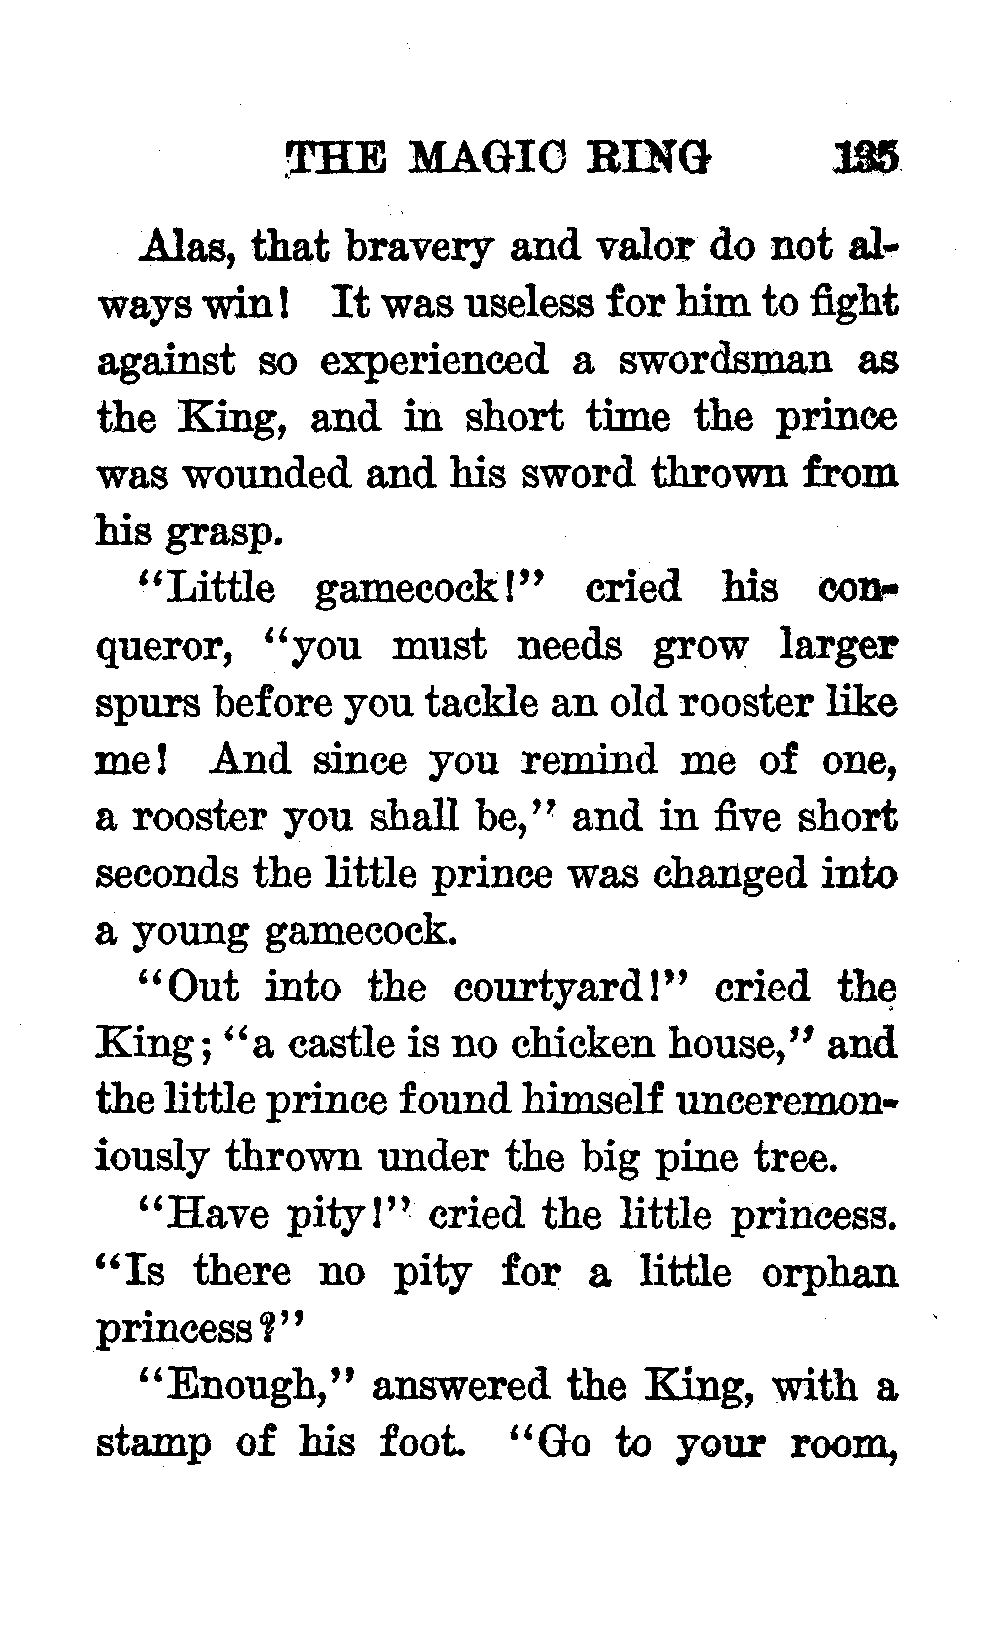 THE MAGIC RING 135
Alas, that bravery and valor do not al-
ways win! It was useless for him to fight
against so experienced a swordsman as
the King, and in short time the prince
was wounded and his sword thrown from
his grasp.
"Little gamecock!" cried his con-
queror, "you must needs grow larger
spurs before you tackle an old rooster like
me! And since you remind me of one,
a rooster you shall be," and in five short
seconds the little prince was changed into
a young gamecock.
"Out into the courtyard!" cried the
King; "a castle is no chicken house," and
the little prince found himself unceremon-
iously thrown under the big pine tree.
"Have pity!" cried the little princess.
"Is there no pity for a little orphan
princess?"
"Enough," answered the King, with a
stamp of his foot. "Go to your room,